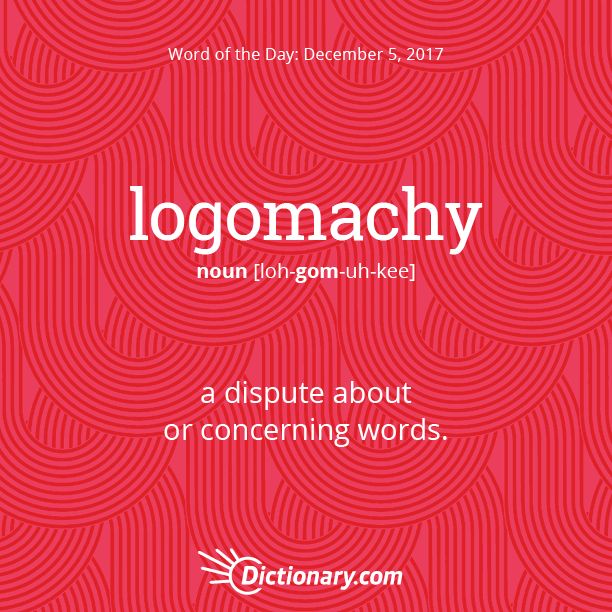 Word of the Day: December 5, 2017
logomachy
noun [loh-gom-uh-kee]
a dispute about
or concerning words.
Dictionary.com